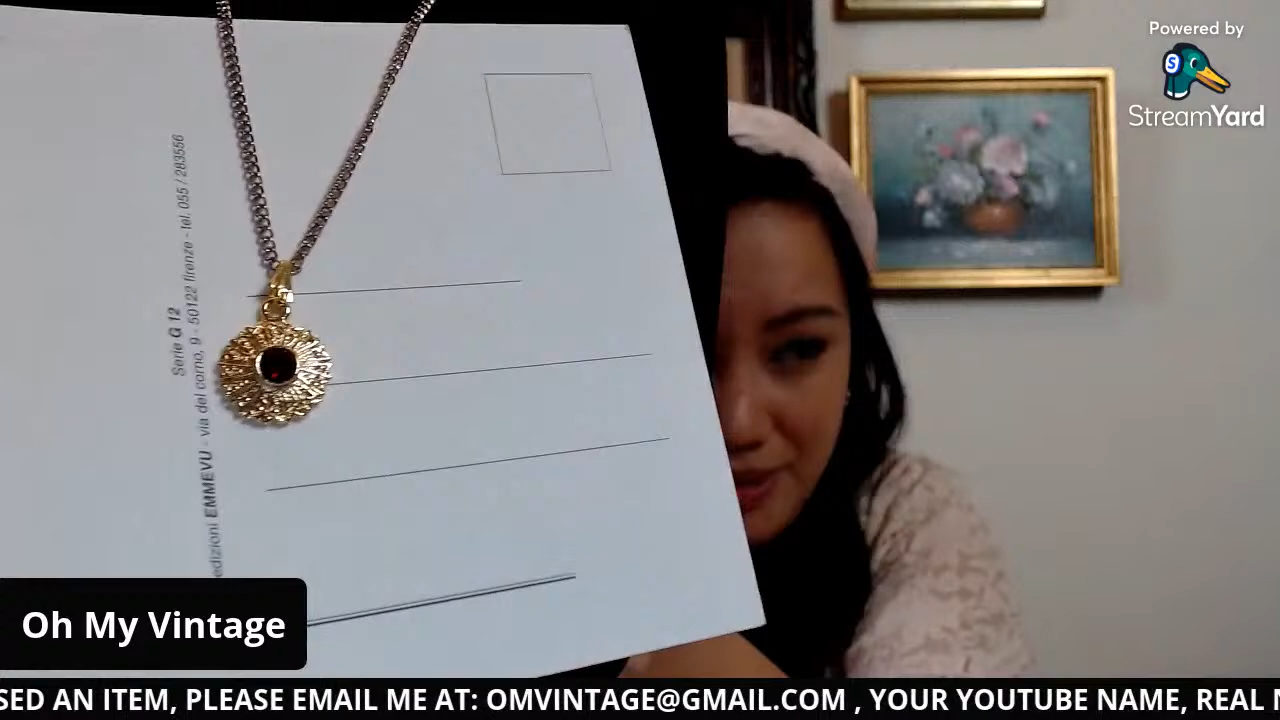 Powered by
S
StreamYard
Serie G 12
edizioni EMMEVU - via del corno, 9 - 50122 firenze - tel. 055 / 283556
Oh My Vintage
SED AN ITEM, PLEASE EMAIL ME AT: OMVINTAGE@GMAIL.COM , YOUR YOUTUBE NAME, REAL